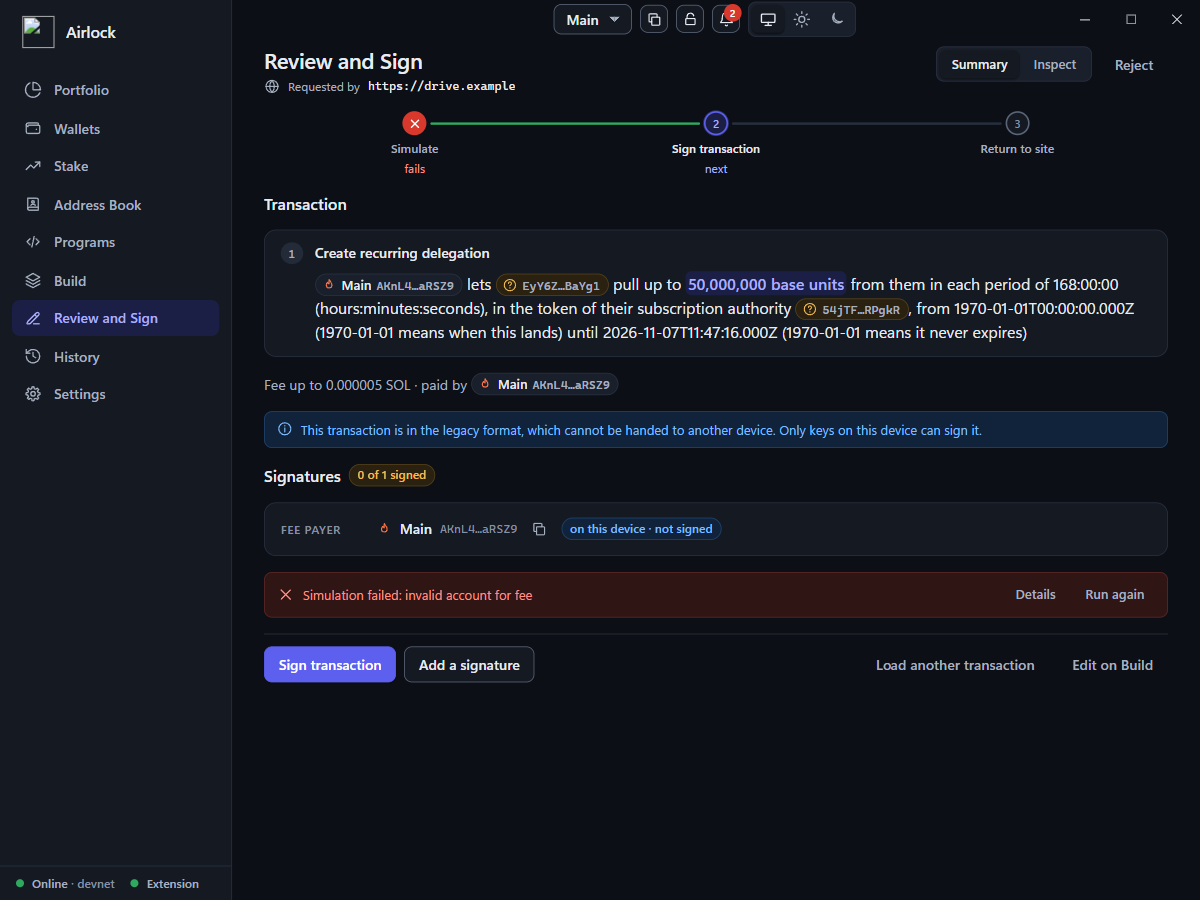 Airlock
Main
2
Portfolio
Wallets
Stake
Address Book
Programs
Build
Review and Sign
History
Settings
Online · devnet
Extension
Review and Sign
Requested by https://drive.example
Summary
Inspect
Reject
2
3
Simulate
fails
Sign transaction
next
Return to site
Transaction
1
Create recurring delegation
Main AKnL4…aRSZ9 lets EyY6Z…BaYg1 pull up to 50,000,000 base units from them in each period of 168:00:00
(hours:minutes:seconds), in the token of their subscription authority 54jTF…RPgkR, from 1970-01-01T00:00:00.000Z
(1970-01-01 means when this lands) until 2026-11-07T11:47:16.000Z (1970-01-01 means it never expires)
Fee up to 0.000005 SOL · paid by Main AKnL4…aRSZ9
This transaction is in the legacy format, which cannot be handed to another device. Only keys on this device can sign it.
Signatures 0 of 1 signed
FEE PAYER Main AKnL4…aRSZ9 on this device · not signed
Simulation failed: invalid account for fee
Details
Run again
Sign transaction
Add a signature
Load another transaction
Edit on Build